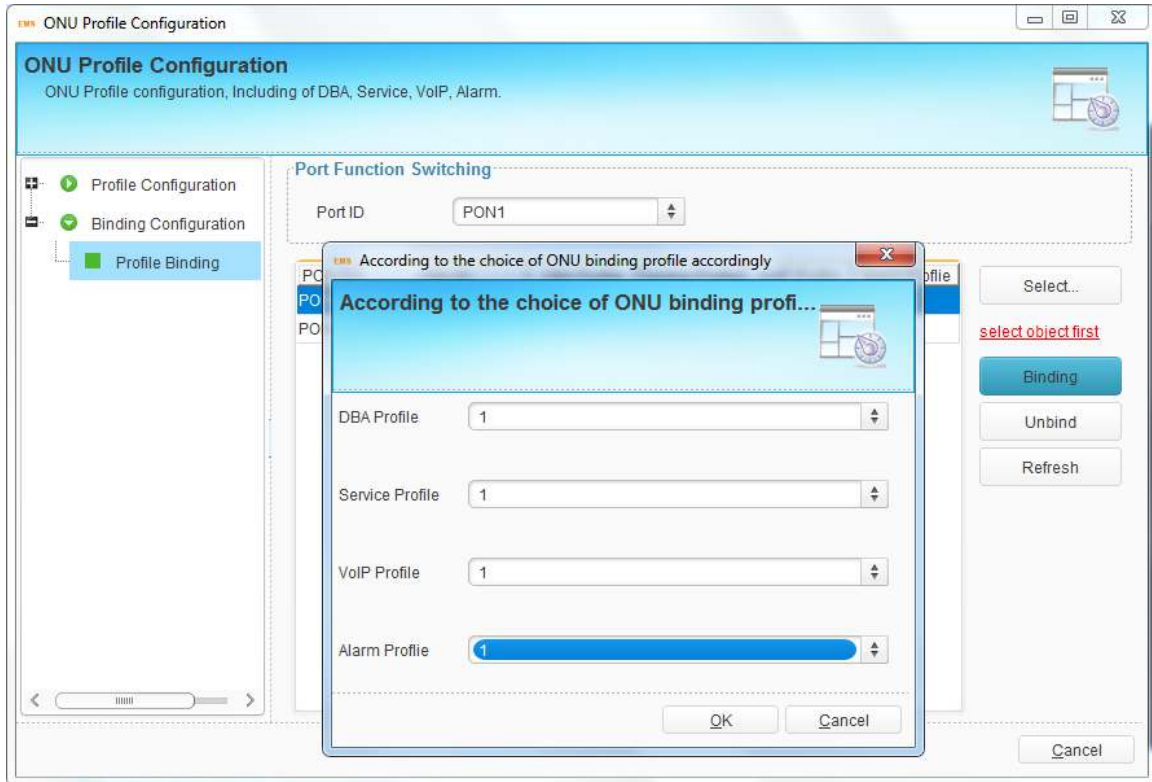 EMS ONU Profile Configuration
ONU Profile Configuration
ONU Profile configuration, Including of DBA, Service, VoIP, Alarm.
Profile Configuration
Binding Configuration
Profile Binding
Port Function Switching
Port ID PON1
Select...
select object first
Binding
Unbind
Refresh
EMS According to the choice of ONU binding profile accordingly
According to the choice of ONU binding profi...
DBA Profile 1
Service Profile 1
VoIP Profile 1
Alarm Proflie 1
OK Cancel
Cancel